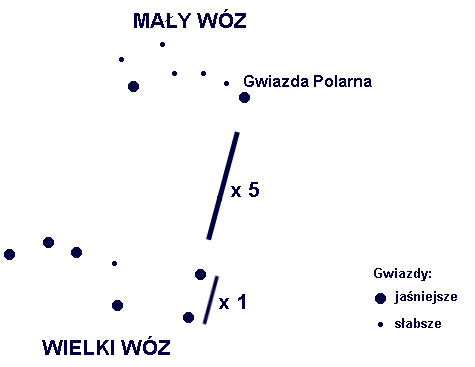 MAŁY WÓZ
Gwiazda Polarna
x 5
x 1
Gwiazdy:
jaśniejsze
słabsze
WIELKI WÓZ